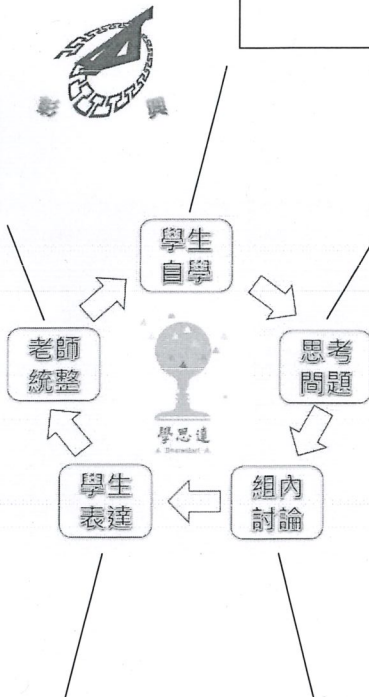 彰 興
學生
自學
老師
統整
思考
問題
學思達
學生
表達
組內
討論